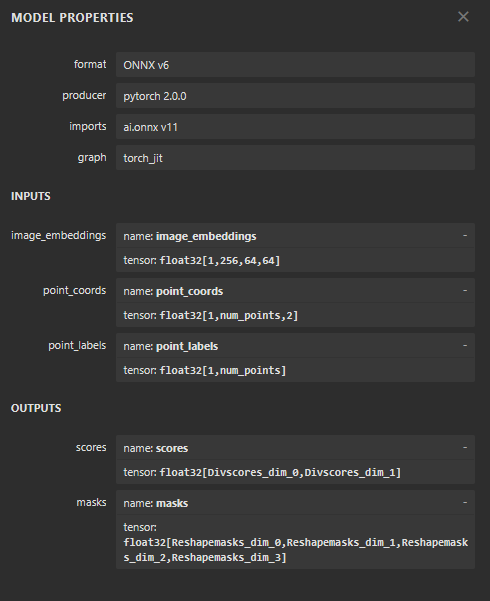 MODEL PROPERTIES
format ONNX v6
producer pytorch 2.0.0
imports ai.onnx v11
graph torch_jit
INPUTS
image_embeddings name: image_embeddings -
tensor: float32[1,256,64,64]
point_coords name: point_coords -
tensor: float32[1,num_points,2]
point_labels name: point_labels -
tensor: float32[1,num_points]
OUTPUTS
scores name: scores -
tensor: float32[Divscores_dim_0,Divscores_dim_1]
masks name: masks -
tensor:
float32[Reshapemasks_dim_0,Reshapemasks_dim_1,Reshapemask
s_dim_2,Reshapemasks_dim_3]